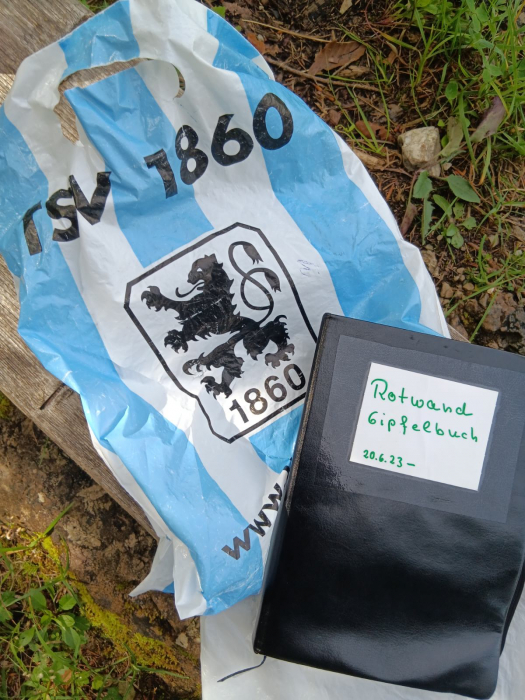 TSV 1860
1860
www.
Rotwand
Gipfelbuch
20.6.23-